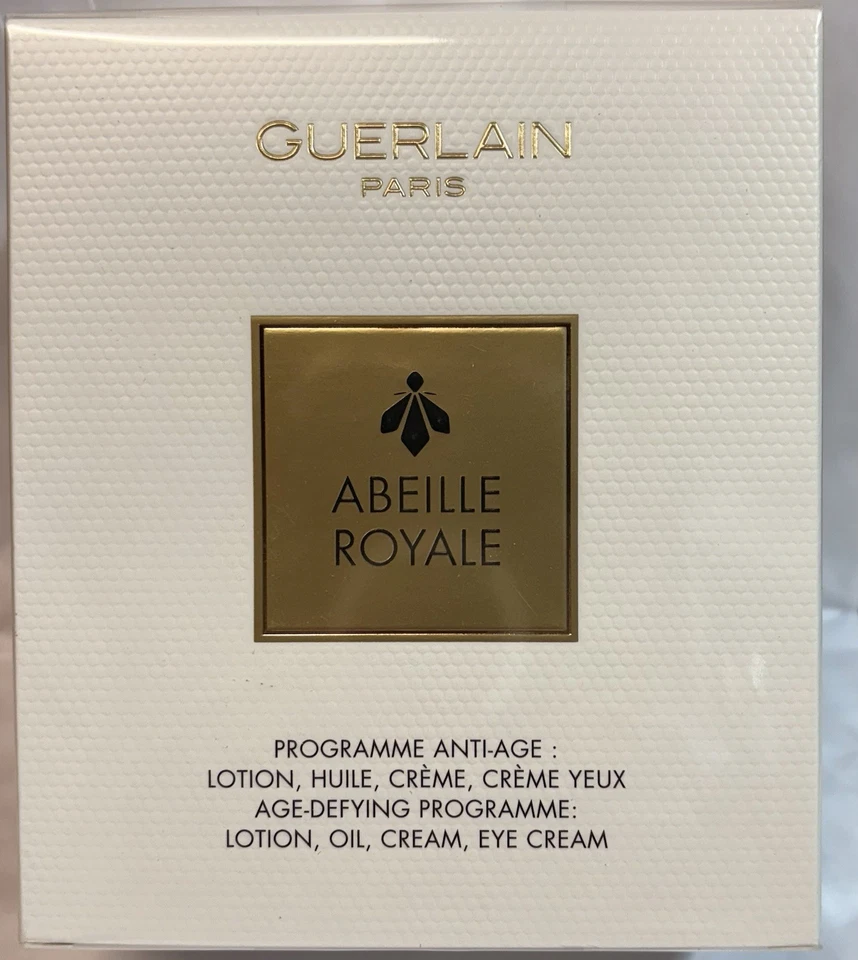 GUERLAIN
PARIS
ABEILLE
ROYALE
PROGRAMME ANTI-AGE :
LOTION, HUILE, CRÈME, CRÈME YEUX
AGE-DEFYING PROGRAMME:
LOTION, OIL, CREAM, EYE CREAM